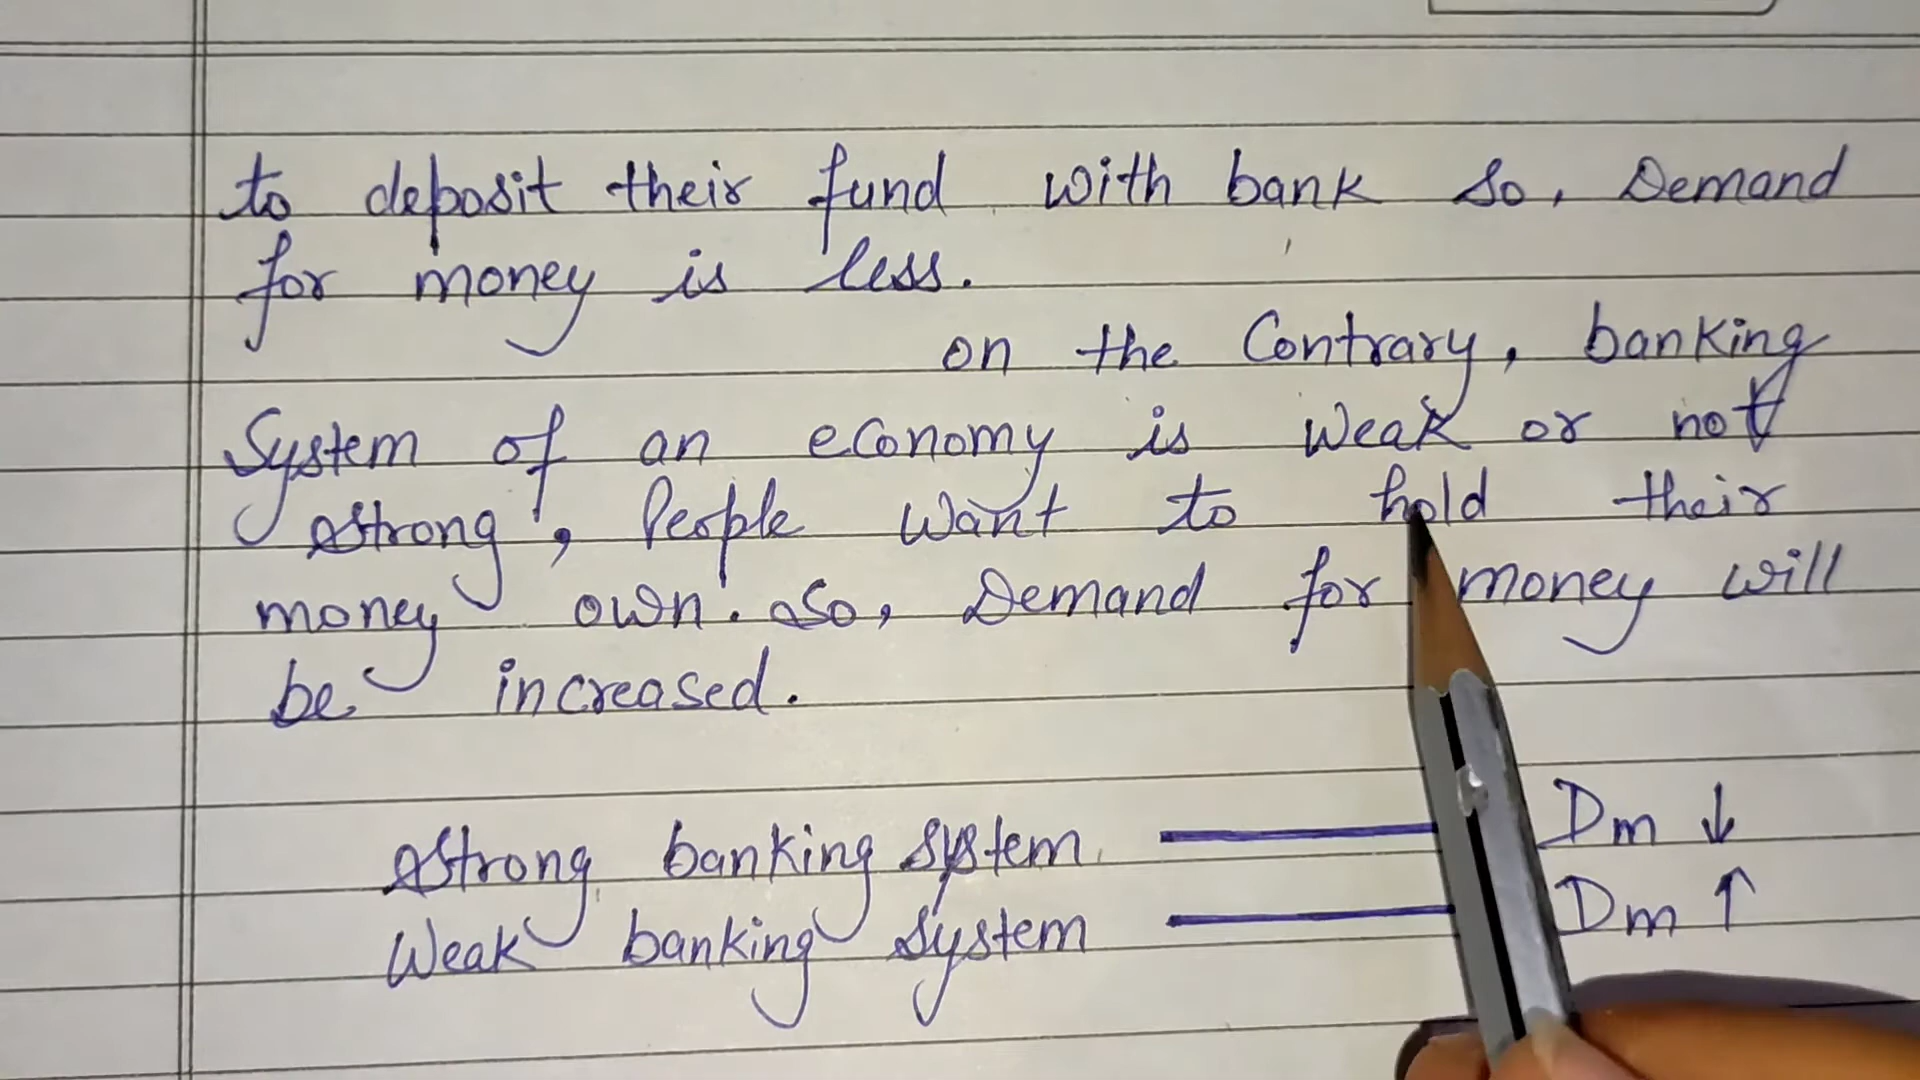 to deposit their fund with bank so, Demand
for money is less.
on the Contrary, banking
System of an economy is Weak or not
strong, People want to hold their
money own. so, Demand for money will
be increased.
Strong banking system Dm ↓
Weak banking system Dm ↑